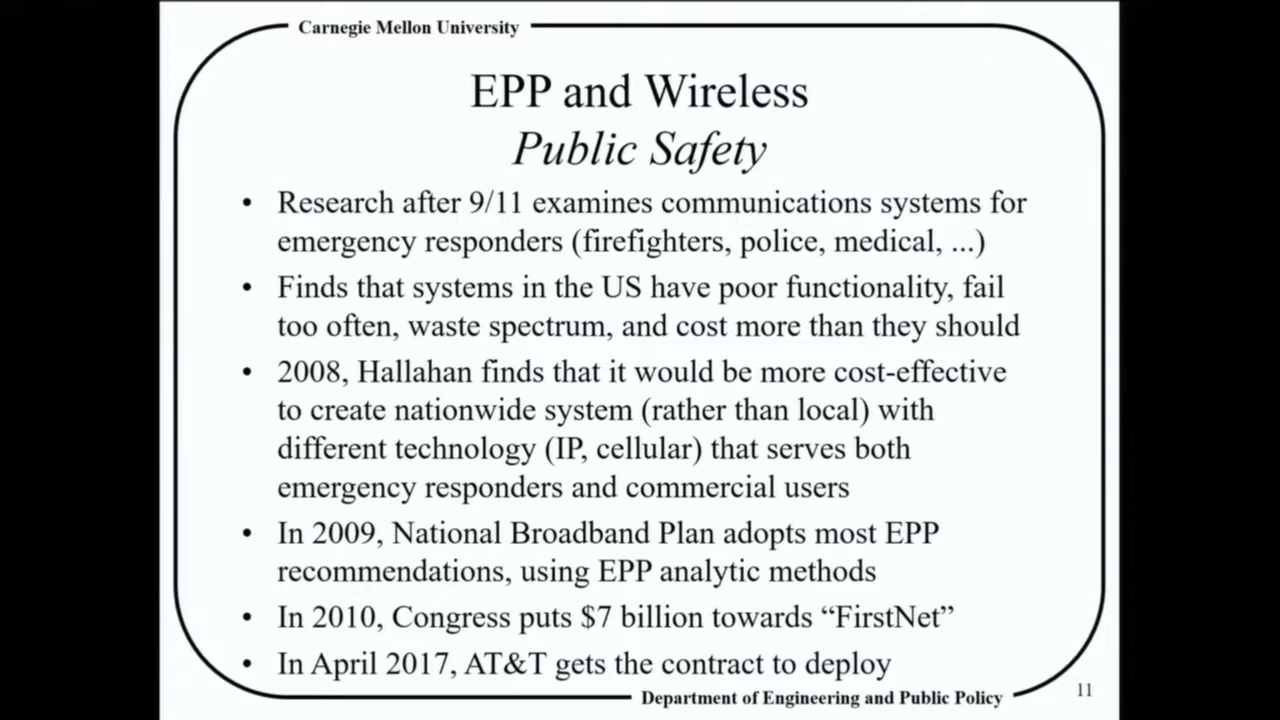 Carnegie Mellon University
EPP and Wireless
Public Safety
• Research after 9/11 examines communications systems for
emergency responders (firefighters, police, medical, ...)
• Finds that systems in the US have poor functionality, fail
too often, waste spectrum, and cost more than they should
• 2008, Hallahan finds that it would be more cost-effective
to create nationwide system (rather than local) with
different technology (IP, cellular) that serves both
emergency responders and commercial users
• In 2009, National Broadband Plan adopts most EPP
recommendations, using EPP analytic methods
• In 2010, Congress puts $7 billion towards “FirstNet”
• In April 2017, AT&T gets the contract to deploy
Department of Engineering and Public Policy
11